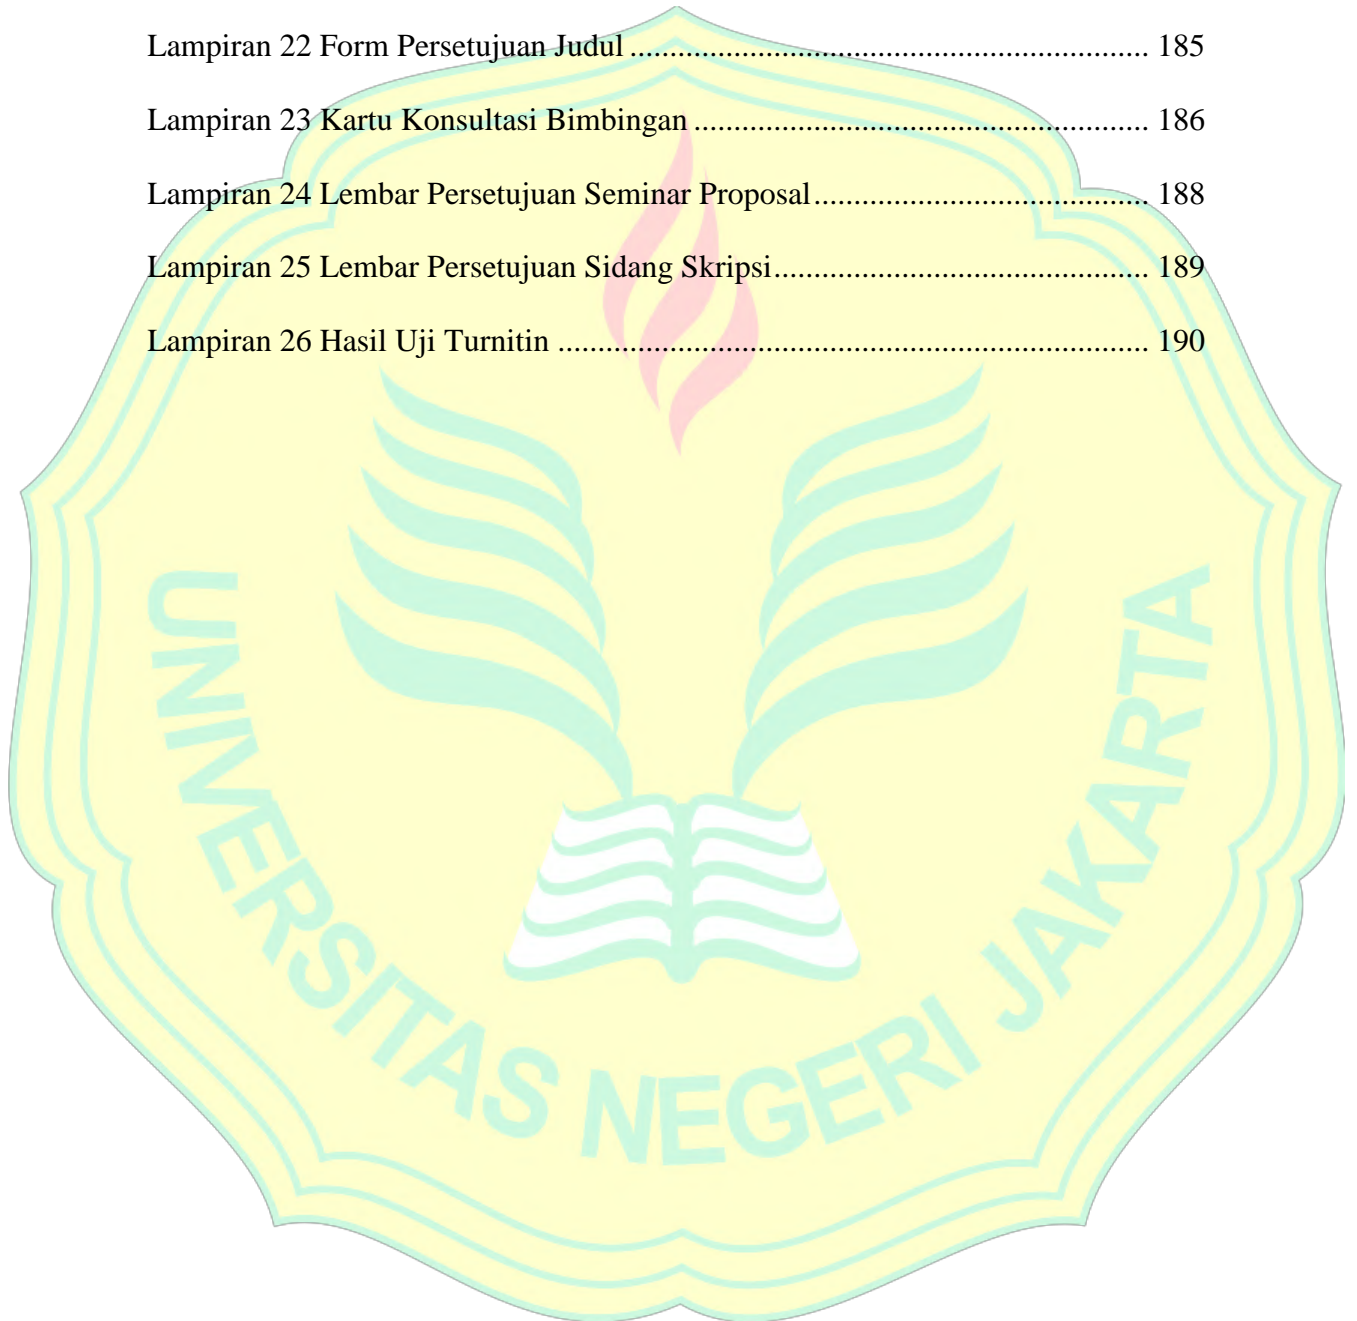 Lampiran 22 Form Persetujuan Judul ................................................................. 185
Lampiran 23 Kartu Konsultasi Bimbingan ......................................................... 186
Lampiran 24 Lembar Persetujuan Seminar Proposal.......................................... 188
Lampiran 25 Lembar Persetujuan Sidang Skripsi............................................... 189
Lampiran 26 Hasil Uji Turnitin .......................................................................... 190
UNIVERSITAS NEGERI JAKARTA